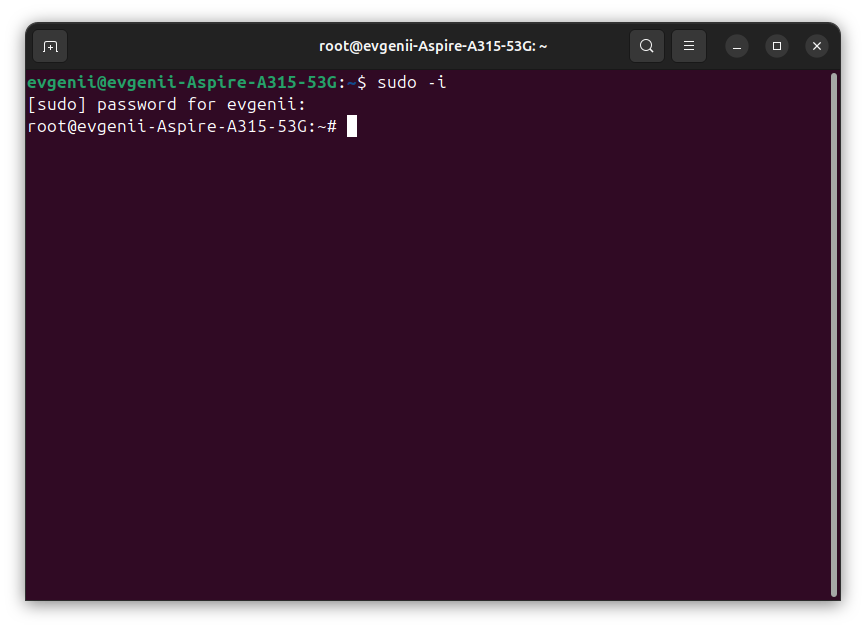 root@evgenii-Aspire-A315-53G: ~
evgenii@evgenii-Aspire-A315-53G:~$ sudo -i
[sudo] password for evgenii:
root@evgenii-Aspire-A315-53G:~#